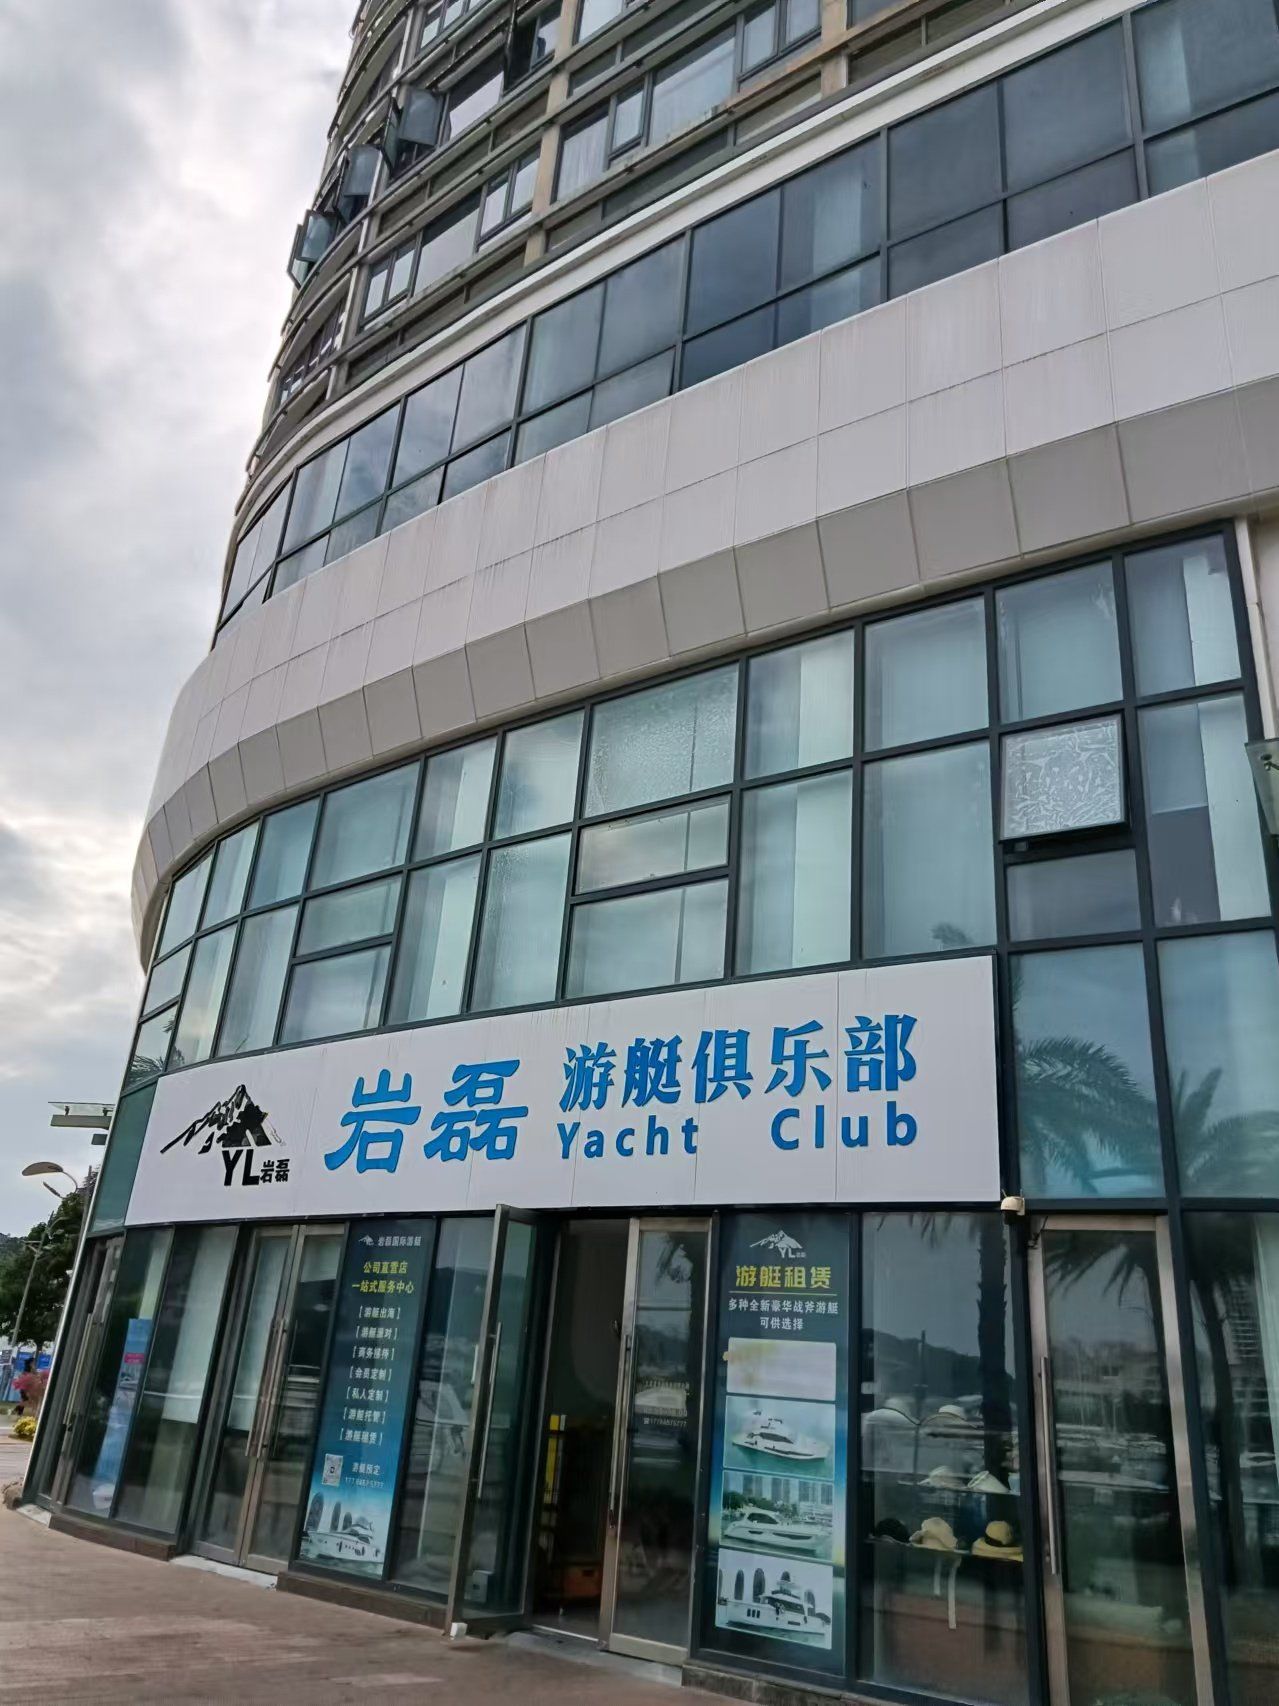 岩磊 游艇俱乐部
Yacht Club
YL岩磊
岩磊国际游艇
公司直营店
一站式服务中心
【游艇出海】
【游艇派对】
【商务接待】
【会员定制】
【私人定制】
【游艇托管】
【游艇租赁】
游艇预定
YL岩磊
游艇租赁
多种全新豪华战斧游艇
可供选择